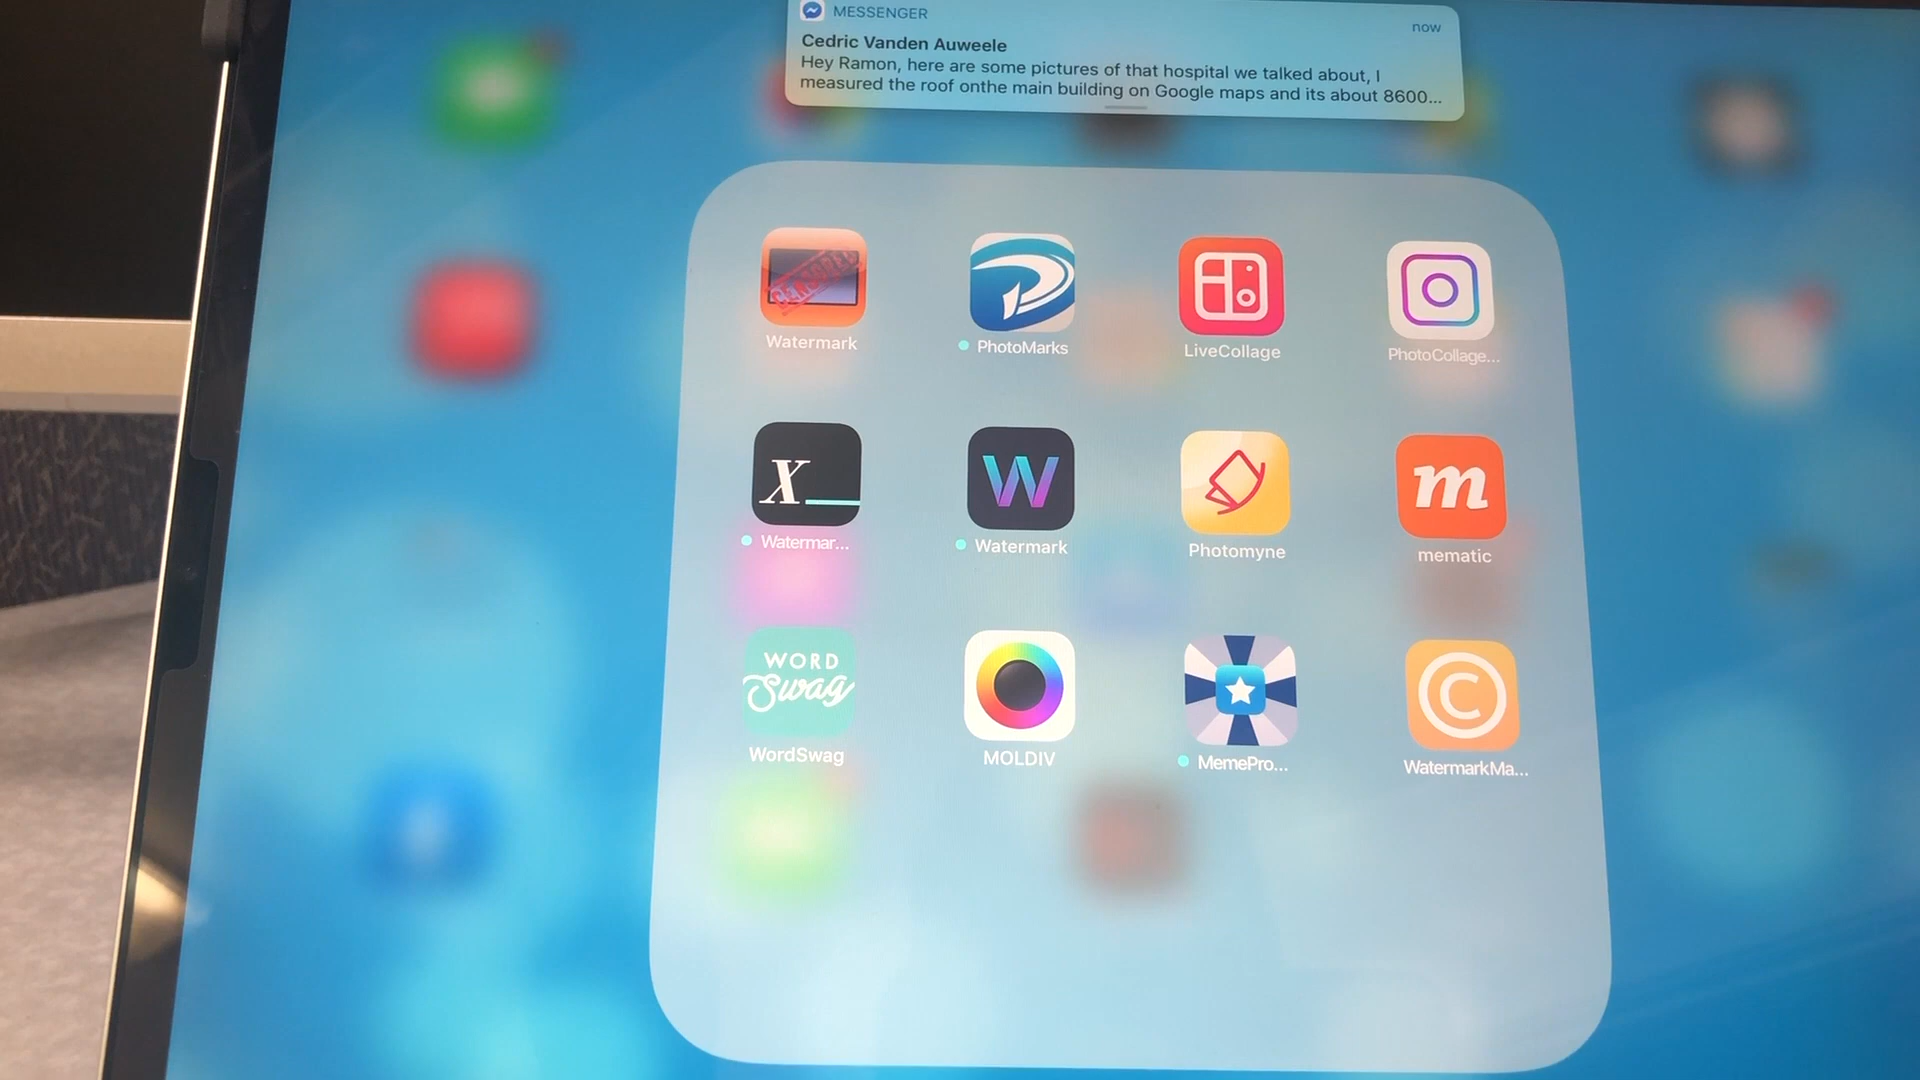 MESSENGER
now
Cedric Vanden Auweele
Hey Ramon, here are some pictures of that hospital we talked about, I
measured the roof onthe main building on Google maps and its about 8600...
CENSORED
Watermark
PhotoMarks
LiveCollage
PhotoCollage...
X_
W
m
Watermar...
Watermark
Photomyne
mematic
WORD
Swag
C
WordSwag
MOLDIV
MemePro...
WatermarkMa...